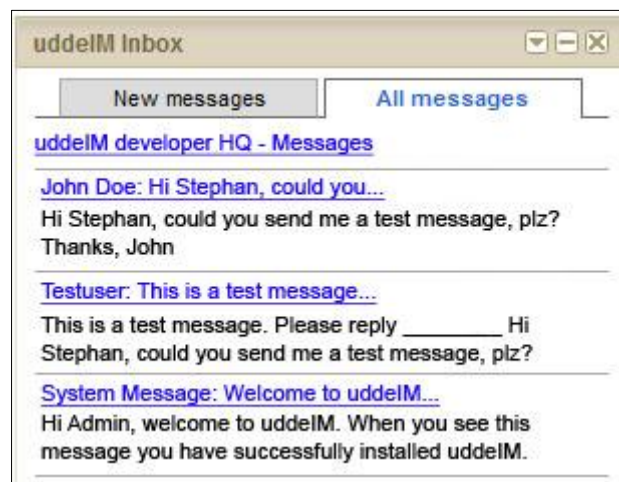 uddeIM Inbox
New messages
All messages
uddeIM developer HQ - Messages
John Doe: Hi Stephan, could you...
Hi Stephan, could you send me a test message, plz?
Thanks, John
Testuser: This is a test message...
This is a test message. Please reply ________ Hi
Stephan, could you send me a test message, plz?
System Message: Welcome to uddeIM...
Hi Admin, welcome to uddeIM. When you see this
message you have successfully installed uddeIM.